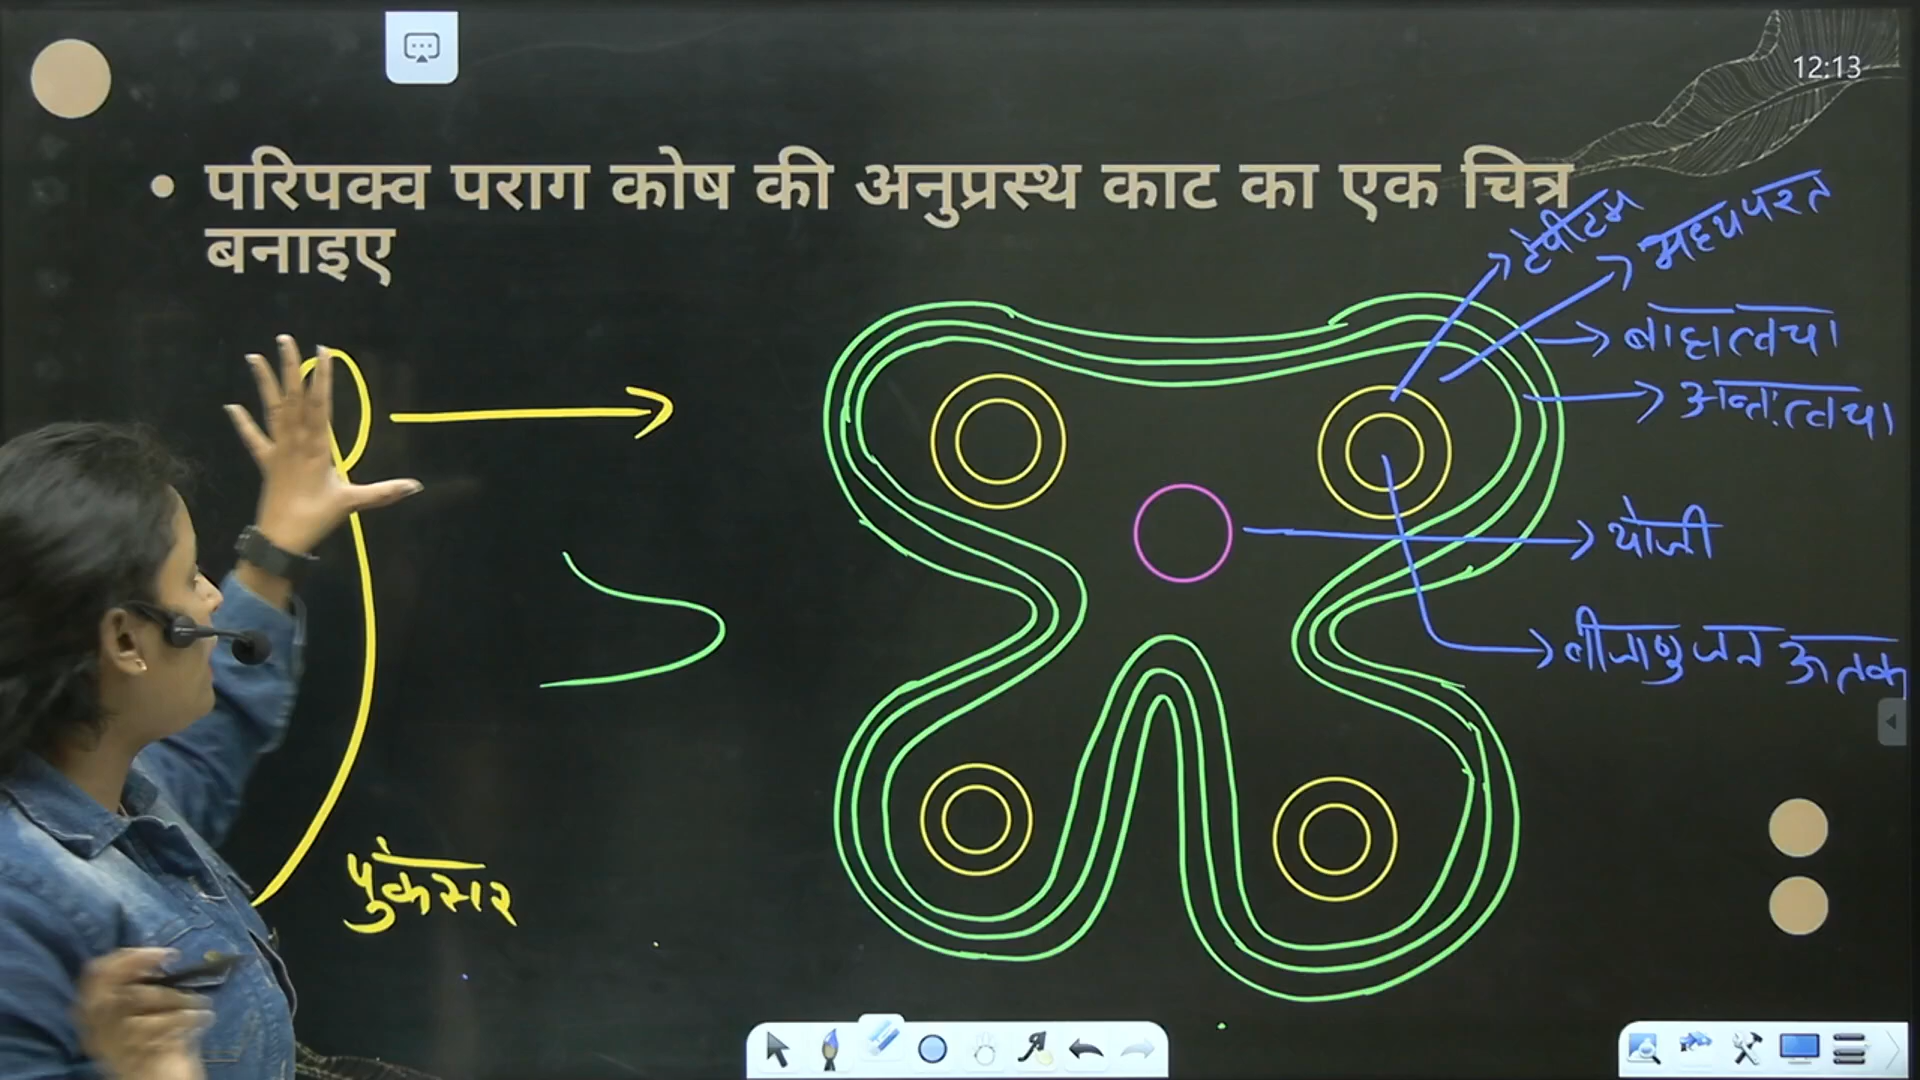 12:13
• परिपक्व पराग कोष की अनुप्रस्थ काट का एक चित्र
बनाइए
टेपीटम
मध्यपरत
बाह्यत्वचा
अन्तःत्वचा
योजी
बीजाणुजन ऊतक
पुंकेसर